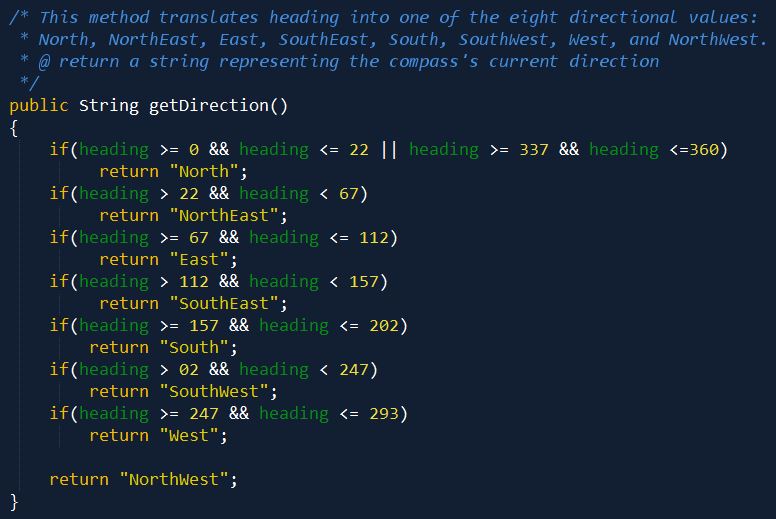 /* This method translates heading into one of the eight directional values:
 * North, NorthEast, East, SouthEast, South, SouthWest, West, and NorthWest.
 * @ return a string representing the compass's current direction
 */
public String getDirection()
{
    if(heading >= 0 && heading <= 22 || heading >= 337 && heading <=360)
         return "North";
    if(heading > 22 && heading < 67)
         return "NorthEast";
    if(heading >= 67 && heading <= 112)
         return "East";
    if(heading > 112 && heading < 157)
         return "SouthEast";
    if(heading >= 157 && heading <= 202)
        return "South";
    if(heading > 02 && heading < 247)
        return "SouthWest";
    if(heading >= 247 && heading <= 293)
        return "West";
    return "NorthWest";
}